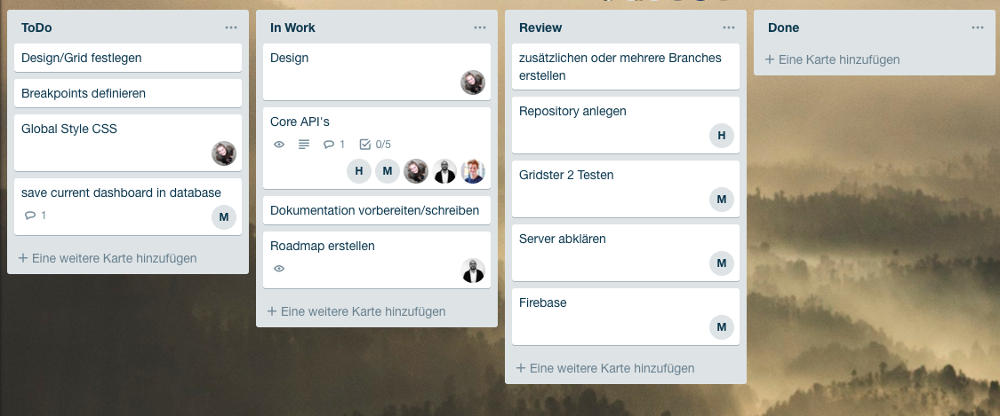 ToDo
Design/Grid festlegen
Breakpoints definieren
Global Style CSS
save current dashboard in database
1
M
+ Eine weitere Karte hinzufügen
In Work
Design
Core API's
1
0/5
H
M
Dokumentation vorbereiten/schreiben
Roadmap erstellen
+ Eine weitere Karte hinzufügen
Review
zusätzlichen oder mehrere Branches
erstellen
Repository anlegen
H
Gridster 2 Testen
M
Server abklären
M
Firebase
M
+ Eine weitere Karte hinzufügen
Done
+ Eine Karte hinzufügen